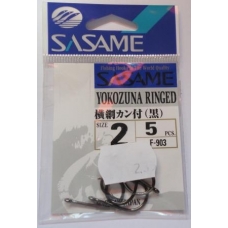 SASAME
SASAME
YOKOZUNA RINGED
横綱カン付(黒)
SIZE
2
5
PCS.
F-903